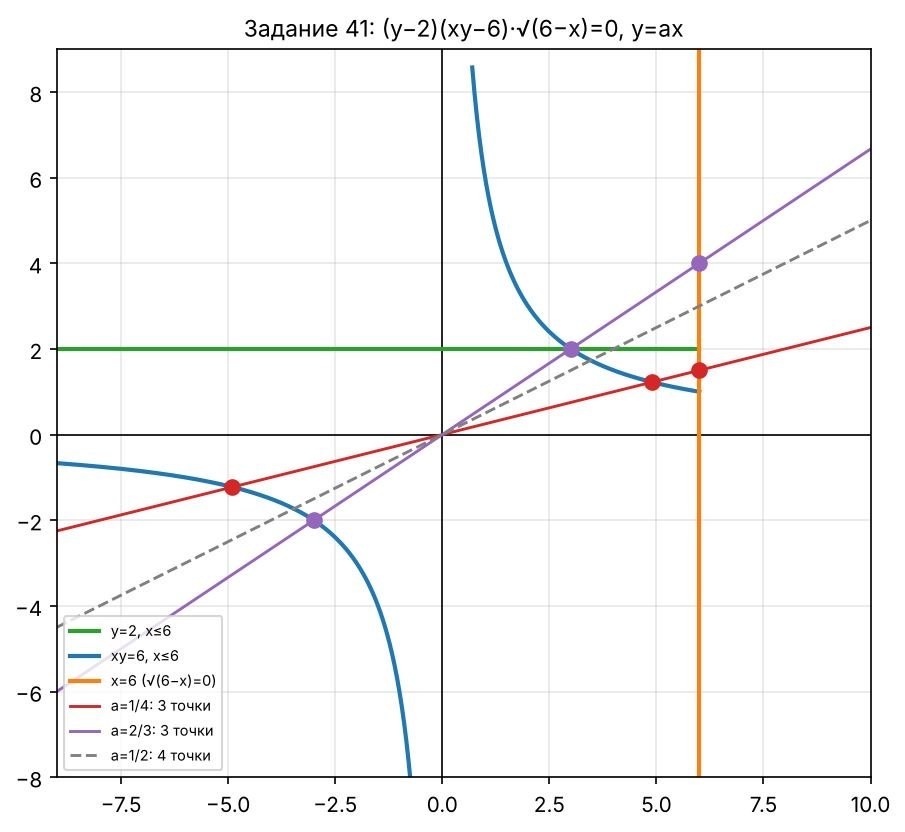 Задание 41: (y−2)(xy−6)·√(6−x)=0, y=ax
8
6
4
2
0
−2
−4
−6
−8
y=2, x≤6
xy=6, x≤6
x=6 (√(6−x)=0)
a=1/4: 3 точки
a=2/3: 3 точки
a=1/2: 4 точки
−7.5 −5.0 −2.5 0.0 2.5 5.0 7.5 10.0